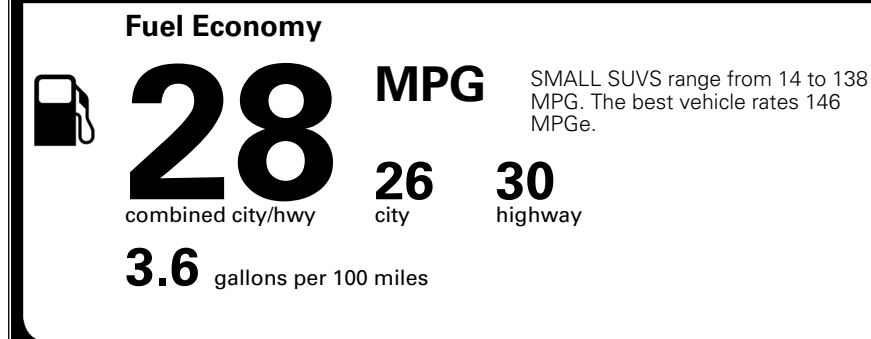 Fuel Economy
28 MPG
SMALL SUVS range from 14 to 138
MPG. The best vehicle rates 146
MPGe.
combined city/hwy
26
city
30
highway
3.6 gallons per 100 miles